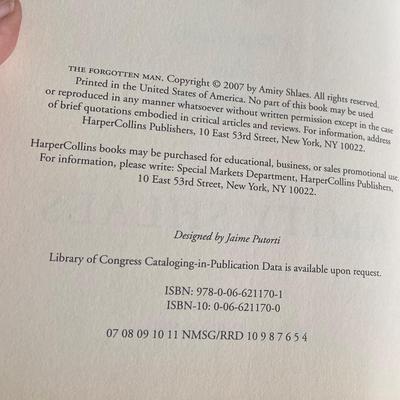 THE FORGOTTEN MAN. Copyright © 2007 by Amity Shlaes. All rights reserved.
Printed in the United States of America. No part of this book may be used
or reproduced in any manner whatsoever without written permission except in the case
of brief quotations embodied in critical articles and reviews. For information, address
HarperCollins Publishers, 10 East 53rd Street, New York, NY 10022.
HarperCollins books may be purchased for educational, business, or sales promotional use.
For information, please write: Special Markets Department, HarperCollins Publishers,
10 East 53rd Street, New York, NY 10022.
Designed by Jaime Putorti
Library of Congress Cataloging-in-Publication Data is available upon request.
ISBN: 978-0-06-621170-1
ISBN-10: 0-06-621170-0
07 08 09 10 11 NMSG/RRD 10 9 8 7 6 5 4